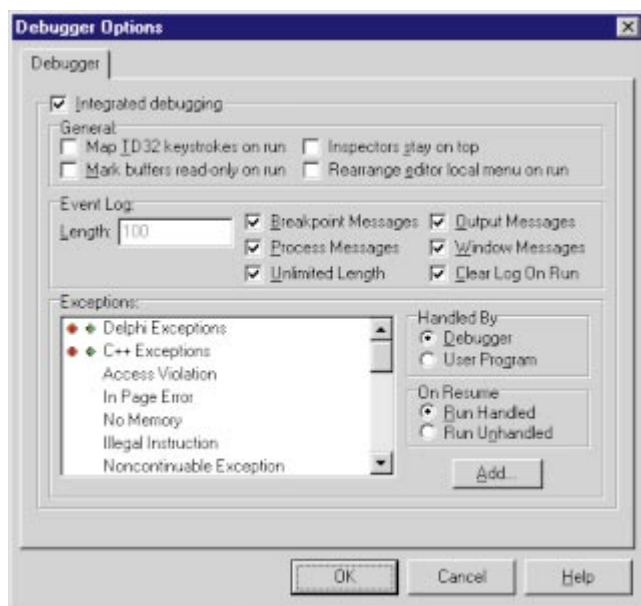 Debugger Options
Debugger
Integrated debugging
General:
Map TD32 keystrokes on run
Inspectors stay on top
Mark buffers read-only on run
Rearrange editor local menu on run
Event Log:
Length: 100
Breakpoint Messages
Output Messages
Process Messages
Window Messages
Unlimited Length
Clear Log On Run
Exceptions:
Delphi Exceptions
C++ Exceptions
Access Violation
In Page Error
No Memory
Illegal Instruction
Noncontinuable Exception
Handled By
Debugger
User Program
On Resume
Run Handled
Run Unhandled
Add...
OK
Cancel
Help